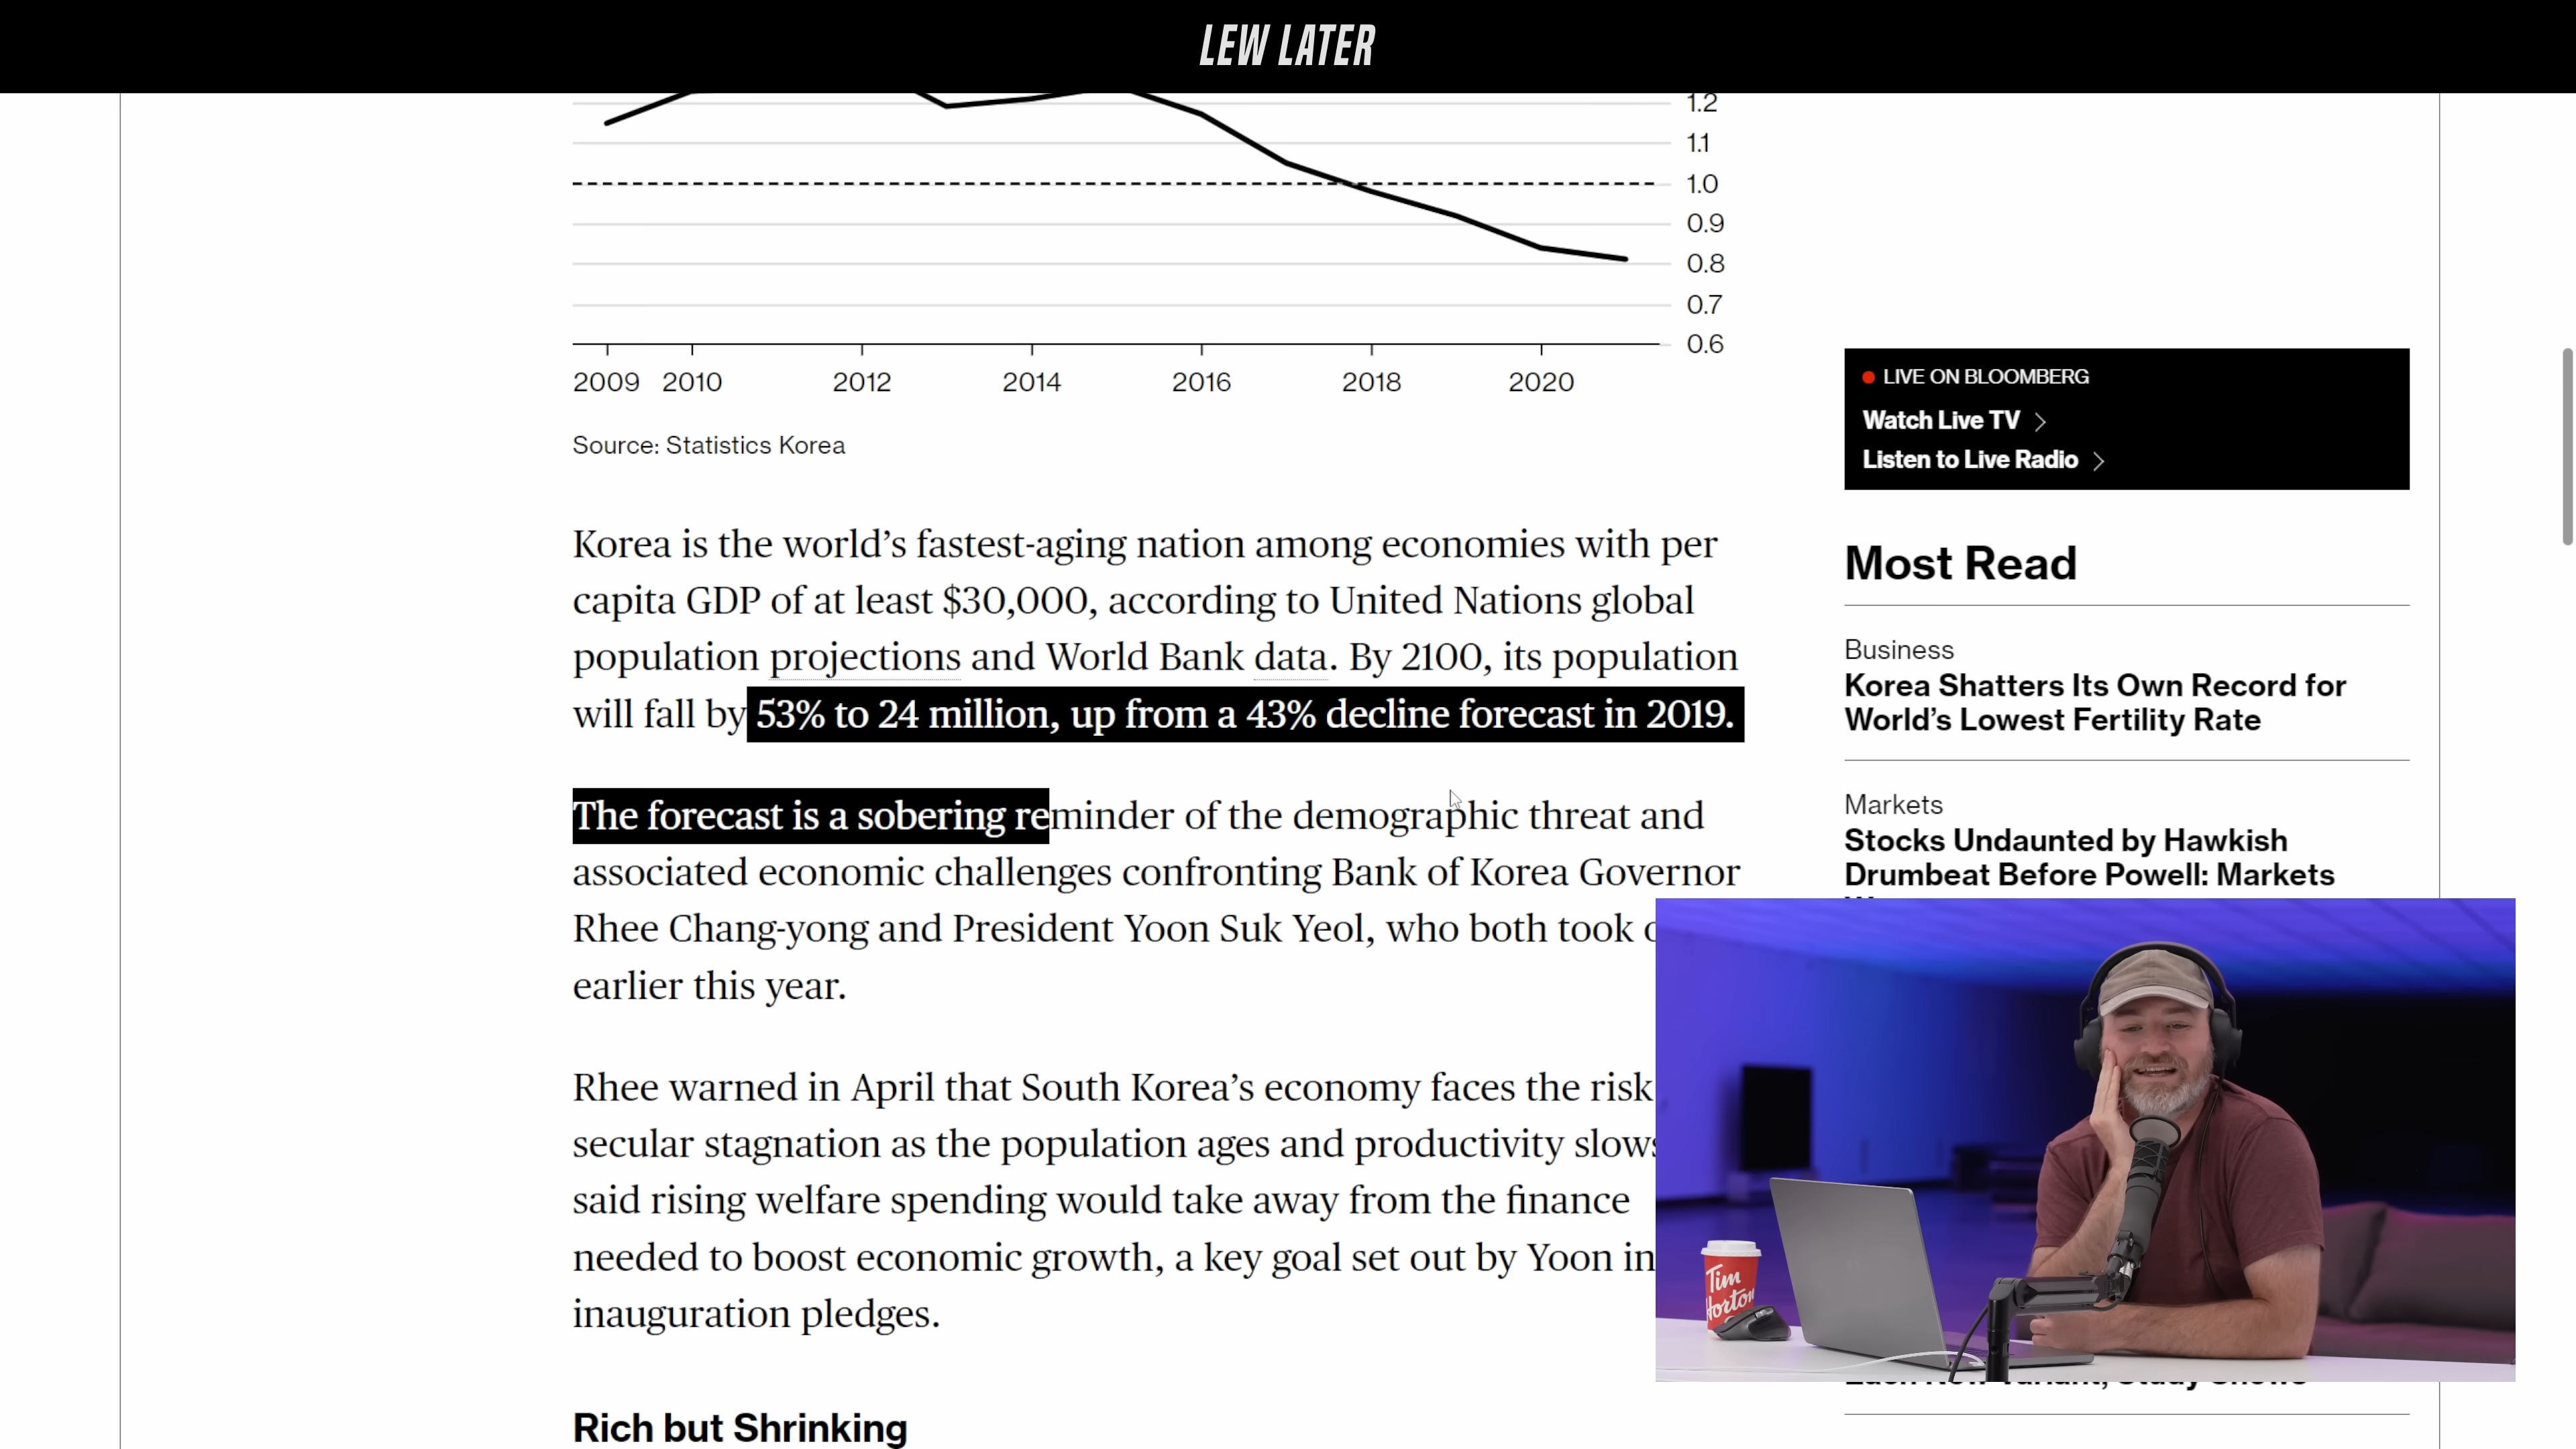 LEW LATER
1.2
1.1
1.0
0.9
0.8
0.7
0.6
2009 2010 2012 2014 2016 2018 2020
Source: Statistics Korea
Korea is the world’s fastest-aging nation among economies with per
capita GDP of at least $30,000, according to United Nations global
population projections and World Bank data. By 2100, its population
will fall by 53% to 24 million, up from a 43% decline forecast in 2019.
The forecast is a sobering reminder of the demographic threat and
associated economic challenges confronting Bank of Korea Governor
Rhee Chang-yong and President Yoon Suk Yeol, who both took
earlier this year.
Rhee warned in April that South Korea’s economy faces the risk
secular stagnation as the population ages and productivity slows
said rising welfare spending would take away from the finance
needed to boost economic growth, a key goal set out by Yoon in
inauguration pledges.
Rich but Shrinking
LIVE ON BLOOMBERG
Watch Live TV
Listen to Live Radio
Most Read
Business
Korea Shatters Its Own Record for
World’s Lowest Fertility Rate
Markets
Stocks Undaunted by Hawkish
Drumbeat Before Powell: Markets
Tim
Horton